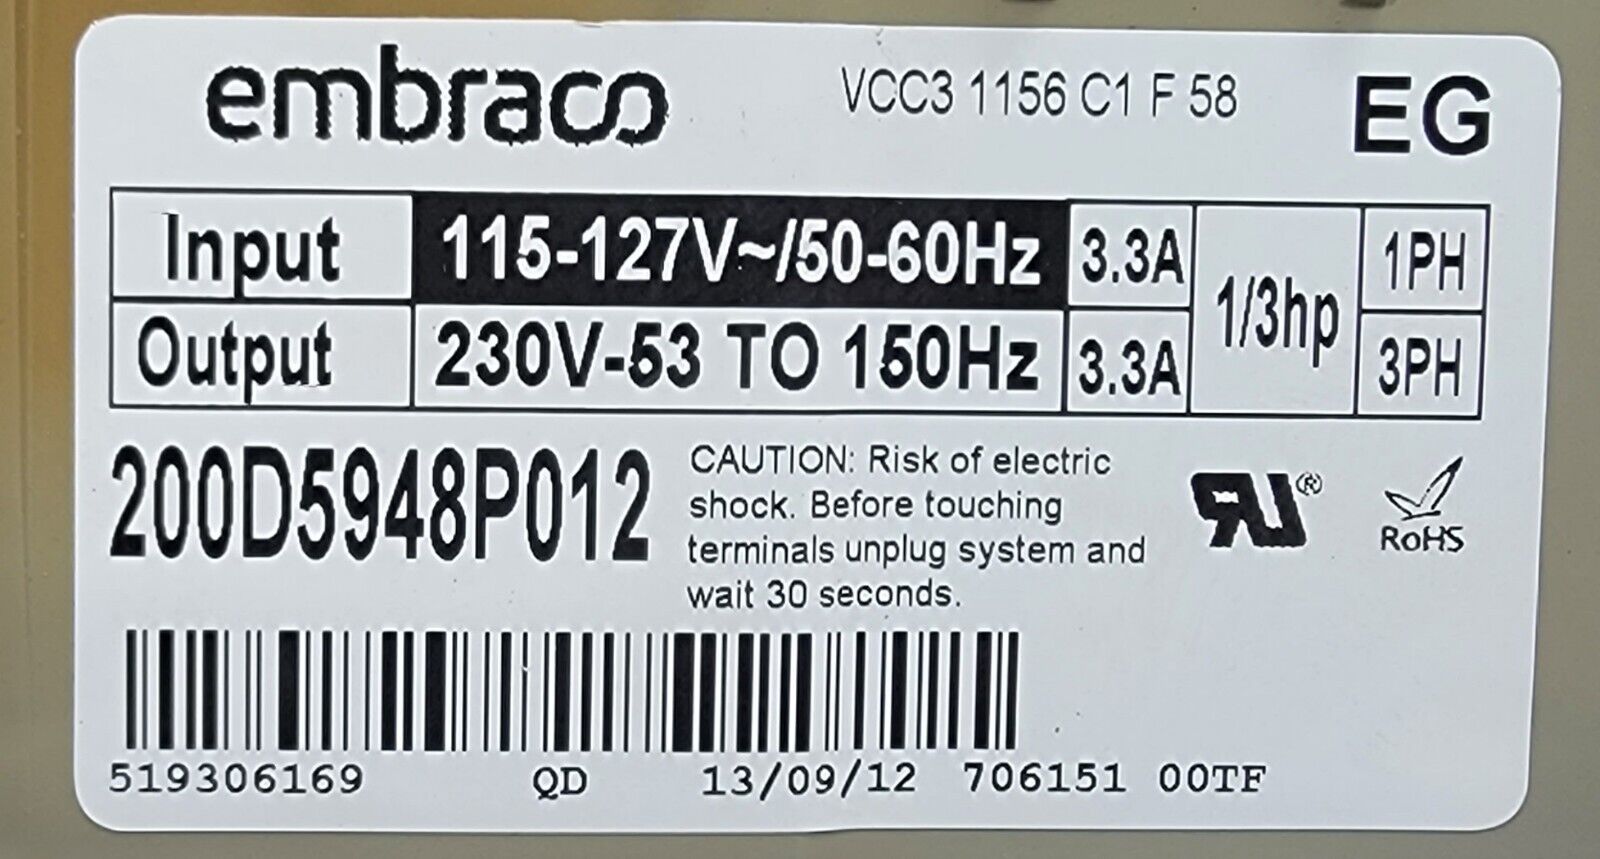 embraco VCC3 1156 C1 F 58 EG
Input 115-127V~/50-60Hz 3.3A 1/3hp 1PH
Output 230V-53 TO 150Hz 3.3A 3PH
200D5948P012
CAUTION: Risk of electric
shock. Before touching
terminals unplug system and
wait 30 seconds.
RU®
RoHS
519306169 QD 13/09/12 706151 00TF